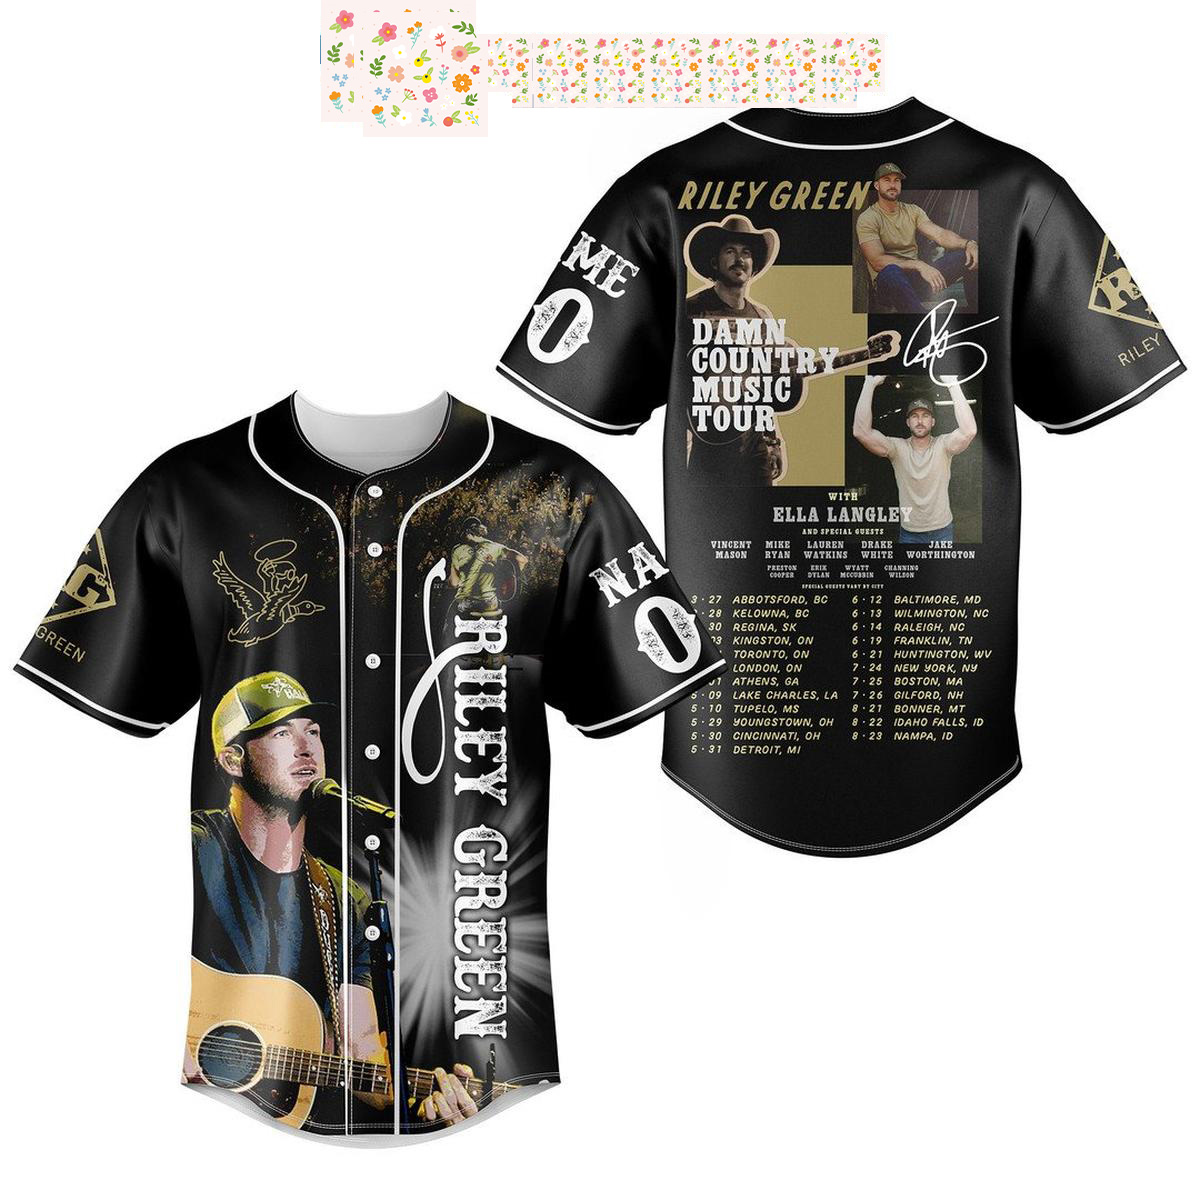 RILEY GREEN
DAMN
COUNTRY
MUSIC
TOUR
WITH
ELLA LANGLEY
AND SPECIAL GUESTS
VINCENT MASON
MIKE RYAN
LAUREN WATKINS
DRAKE WHITE
JAKE WORTHINGTON
PRESTON COOPER
ERIK DYLAN
WYATT MCCUBBIN
CHANNING WILSON
SPECIAL GUESTS VARY BY CITY
3 · 27 ABBOTSFORD, BC
28 KELOWNA, BC
30 REGINA, SK
03 KINGSTON, ON
TORONTO, ON
LONDON, ON
01 ATHENS, GA
5 · 09 LAKE CHARLES, LA
5 · 10 TUPELO, MS
5 · 29 YOUNGSTOWN, OH
5 · 30 CINCINNATI, OH
5 · 31 DETROIT, MI
6 · 12 BALTIMORE, MD
6 · 13 WILMINGTON, NC
6 · 14 RALEIGH, NC
6 · 19 FRANKLIN, TN
6 · 21 HUNTINGTON, WV
7 · 24 NEW YORK, NY
7 · 25 BOSTON, MA
7 · 26 GILFORD, NH
8 · 21 BONNER, MT
8 · 22 IDAHO FALLS, ID
8 · 23 NAMPA, ID
ME
0
RILEY
G
GREEN
NA
0
RILEY GREEN